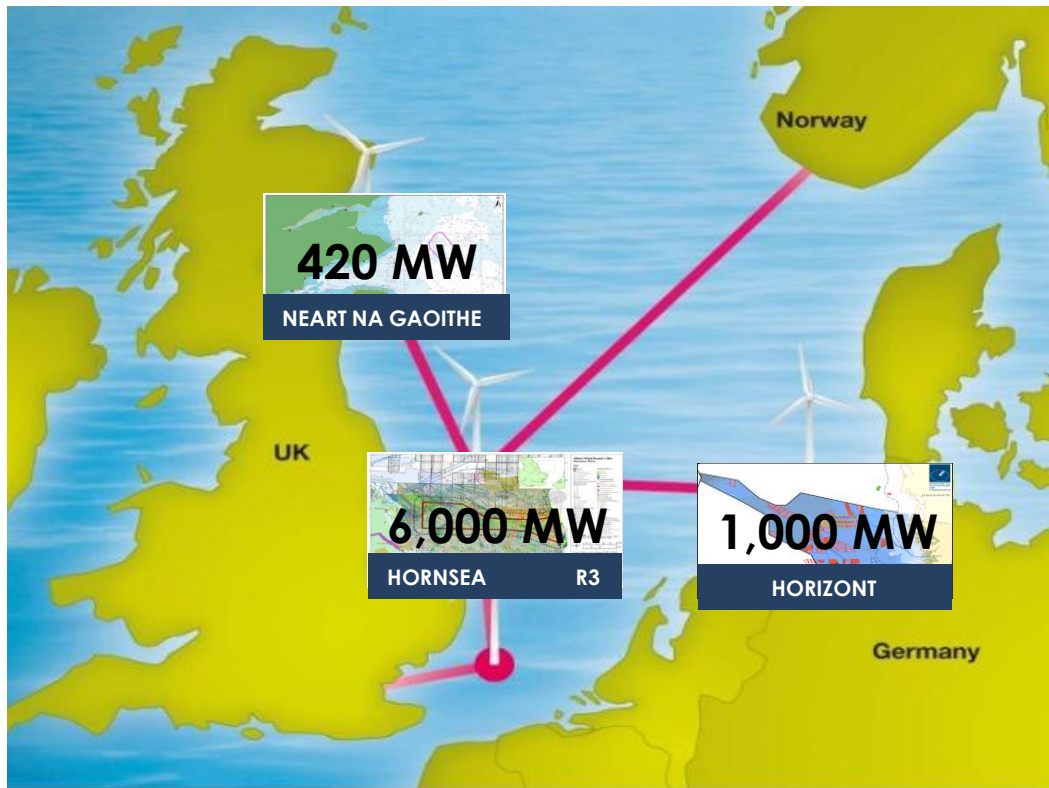 Norway
420 MW
NEART NA GAOITHE
UK
6,000 MW
HORNSEA R3
1,000 MW
HORIZONT
Germany